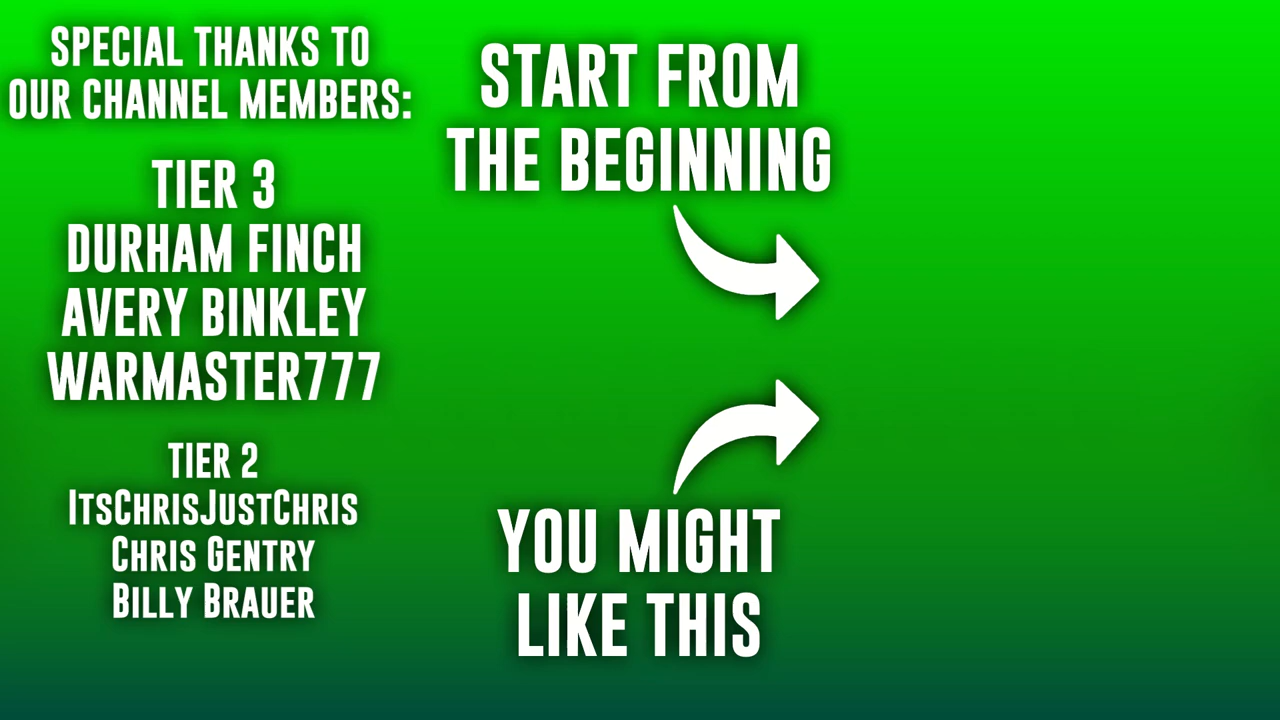 SPECIAL THANKS TO
OUR CHANNEL MEMBERS:
TIER 3
DURHAM FINCH
AVERY BINKLEY
WARMASTER777
TIER 2
ItsChrisJustChris
Chris Gentry
Billy Brauer
START FROM
THE BEGINNING
YOU MIGHT
LIKE THIS